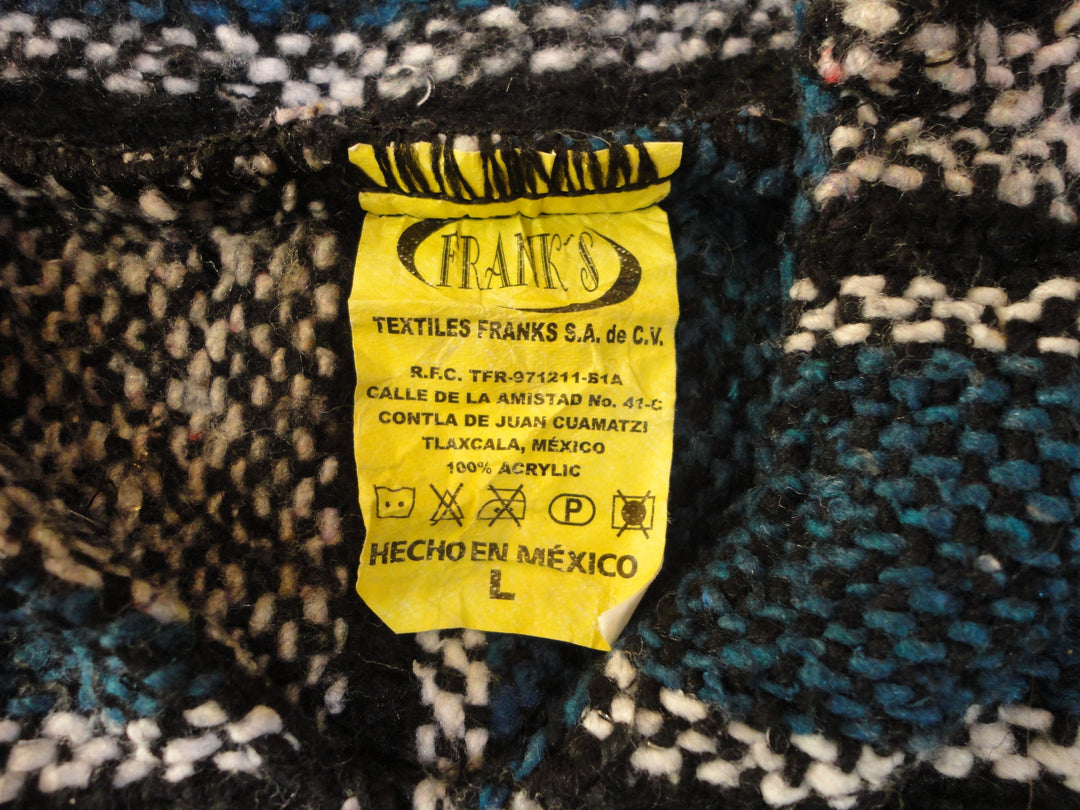 FRANK'S
TEXTILES FRANKS S.A. de C.V.
R.F.C. TFR-971211-B1A
CALLE DE LA AMISTAD No. 41-C
CONTLA DE JUAN CUAMATZI
TLAXCALA, MÉXICO
100% ACRYLIC
P
HECHO EN MÉXICO
L